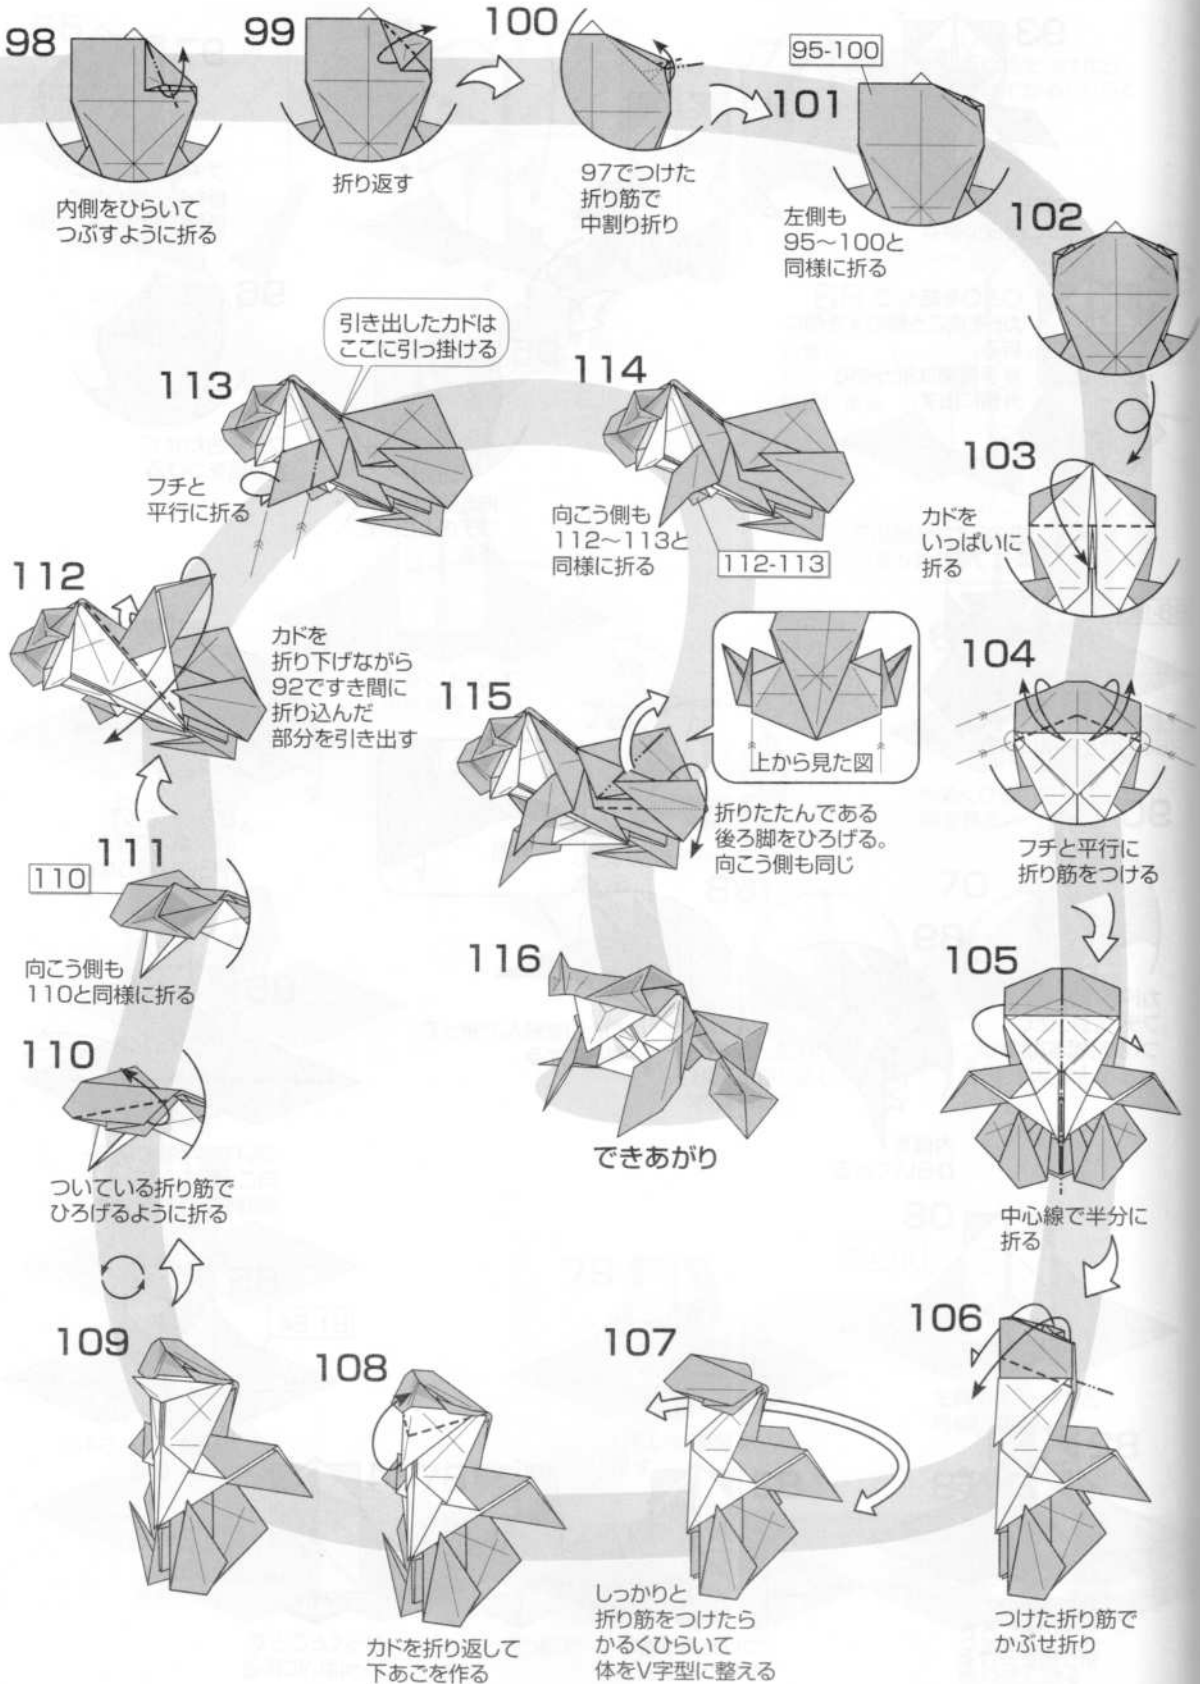 98
内側をひらいて
つぶすように折る
99
折り返す
100
97でつけた
折り筋で
中割り折り
95-100
101
左側も
95〜100と
同様に折る
102
103
カドを
いっぱいに
折る
104
フチと平行に
折り筋をつける
105
中心線で半分に
折る
106
つけた折り筋で
かぶせ折り
107
しっかりと
折り筋をつけたら
かるくひらいて
体をV字型に整える
108
カドを折り返して
下あごを作る
109
110
ついている折り筋で
ひろげるように折る
110
111
向こう側も
110と同様に折る
112
カドを
折り下げながら
92ですき間に
折り込んだ
部分を引き出す
113
引き出したカドは
ここに引っ掛ける
フチと
平行に折る
114
向こう側も
112〜113と
同様に折る
112-113
115
上から見た図
折りたたんである
後ろ脚をひろげる。
向こう側も同じ
116
できあがり